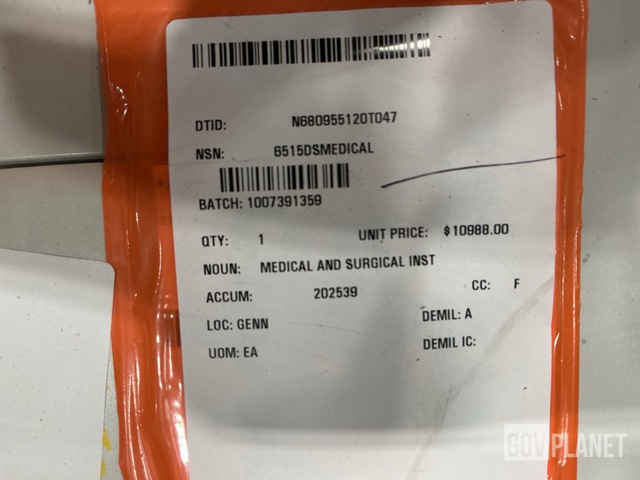 DTID: N680955120T047
NSN: 6515DSMEDICAL
BATCH: 1007391359
QTY: 1 UNIT PRICE: $10988.00
NOUN: MEDICAL AND SURGICAL INST
ACCUM: 202539 CC: F
LOC: GENN DEMIL: A
UOM: EA DEMIL IC:
GOVPLANET